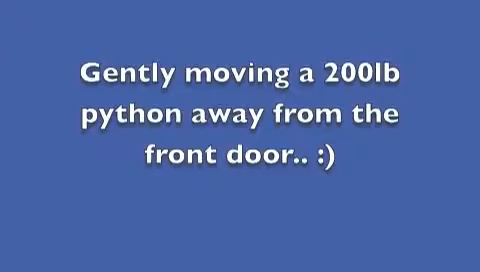 Gently moving a 200lb
python away from the
front door.. :)